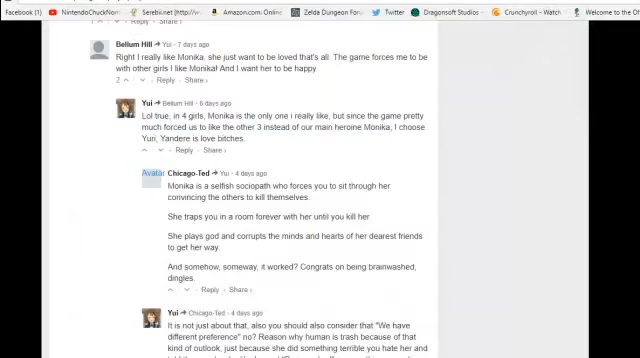 Facebook (1)
NintendoChuckNorri
Serebii.net [http://w
Amazon.com: Online
Zelda Dungeon Forum
Twitter
Dragonsoft Studios -
Crunchyroll - Watch
Welcome to the O
Reply Share ›
Bellum Hill Yui • 7 days ago
Right I really like Monika, she just want to be loved that's all. The game forces me to be
with other girls I like Monika! And I want her to be happy
2 • Reply • Share ›
Yui Bellum Hill • 6 days ago
Lol true, in 4 girls, Monika is the only one i really like, but since the game pretty
much forced us to like the other 3 instead of our main heroine Monika, I choose
Yuri, Yandere is love bitches.
• Reply • Share ›
Avatar
Chicago-Ted Yui • 4 days ago
Monika is a selfish sociopath who forces you to sit through her
convincing the others to kill themselves.
She traps you in a room forever with her until you kill her.
She plays god and corrupts the minds and hearts of her dearest friends
to get her way.
And somehow, someway, it worked? Congrats on being brainwashed,
dingles.
• Reply • Share ›
Yui Chicago-Ted • 4 days ago
It is not just about that, also you should also consider that "We have
different preference" no? Reason why human is trash because of that
kind of outlook, just because she did something terrible you hate her and